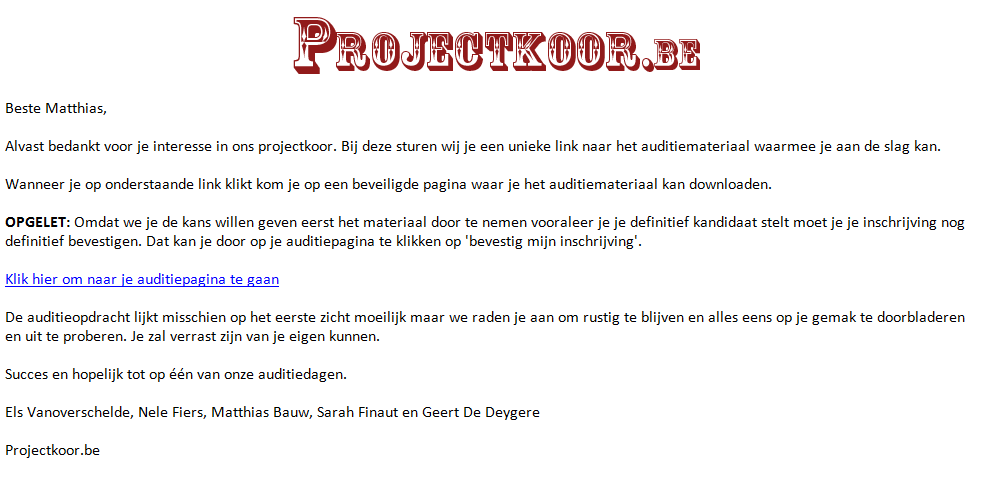 PROJECTKOOR.BE
Beste Matthias,
Alvast bedankt voor je interesse in ons projectkoor. Bij deze sturen wij je een unieke link naar het auditiemateriaal waarmee je aan de slag kan.
Wanneer je op onderstaande link klikt kom je op een beveiligde pagina waar je het auditiemateriaal kan downloaden.
OPGELET: Omdat we je de kans willen geven eerst het materiaal door te nemen vooraleer je je definitief kandidaat stelt moet je je inschrijving nog
definitief bevestigen. Dat kan je door op je auditiepagina te klikken op 'bevestig mijn inschrijving'.
Klik hier om naar je auditiepagina te gaan
De auditieopdracht lijkt misschien op het eerste zicht moeilijk maar we raden je aan om rustig te blijven en alles eens op je gemak te doorbladeren
en uit te proberen. Je zal verrast zijn van je eigen kunnen.
Succes en hopelijk tot op één van onze auditiedagen.
Els Vanoverschelde, Nele Fiers, Matthias Bauw, Sarah Finaut en Geert De Deygere
Projectkoor.be